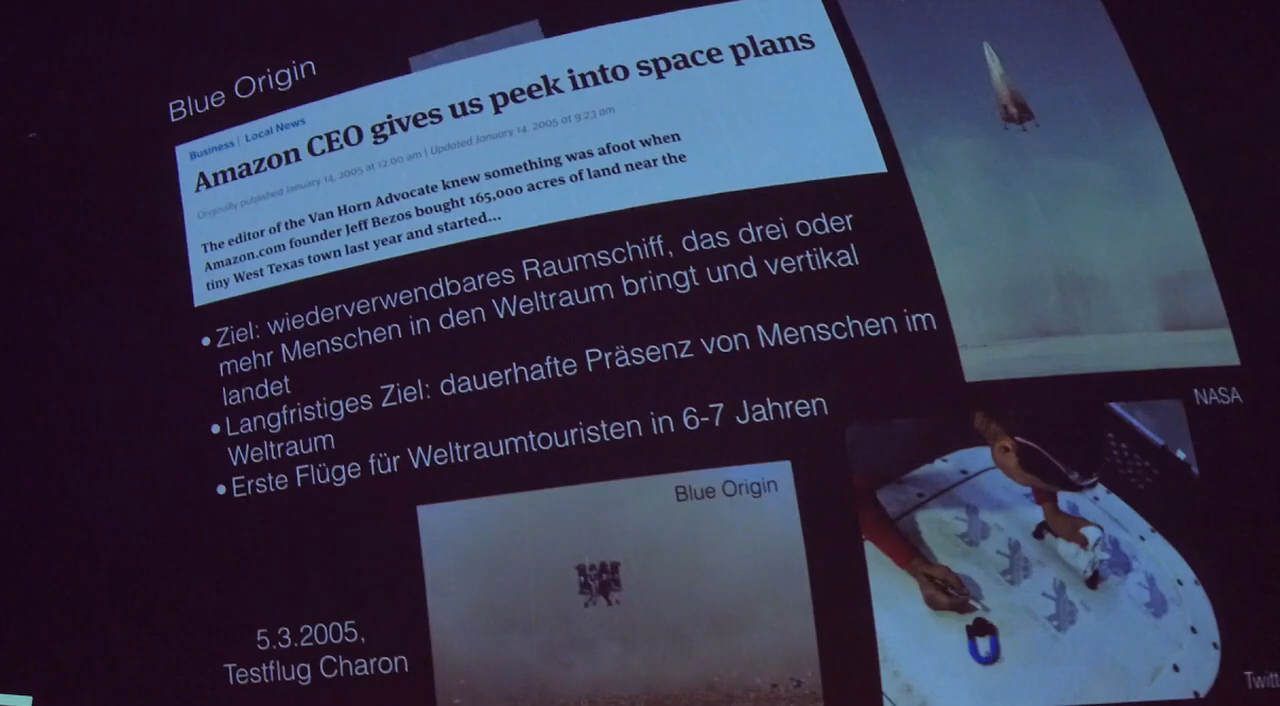 Blue Origin
Business | Local News
Amazon CEO gives us peek into space plans
Originally published January 14, 2005 at 12:00 am | Updated January 14, 2005 at 9:23 am
The editor of the Van Horn Advocate knew something was afoot when
Amazon.com founder Jeff Bezos bought 165,000 acres of land near the
tiny West Texas town last year and started...
• Ziel: wiederverwendbares Raumschiff, das drei oder
mehr Menschen in den Weltraum bringt und vertikal
landet
• Langfristiges Ziel: dauerhafte Präsenz von Menschen im
Weltraum
• Erste Flüge für Weltraumtouristen in 6-7 Jahren
NASA
Blue Origin
5.3.2005,
Testflug Charon